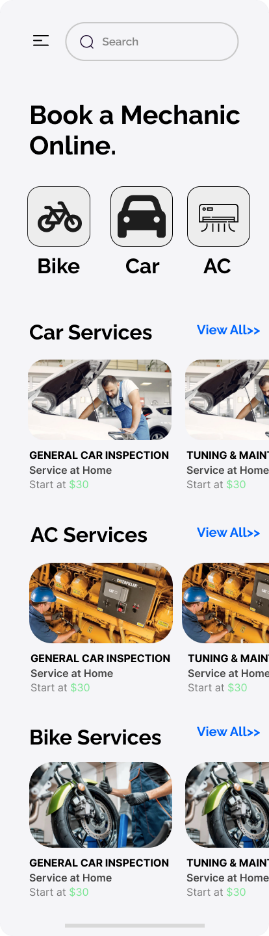 Search
Book a Mechanic
Online.
Bike
Car
AC
Car Services
View All>>
GENERAL CAR INSPECTION
Service at Home
Start at $30
TUNING & MAINT
Service at Home
Start at $30
AC Services
View All>>
GENERAL CAR INSPECTION
Service at Home
Start at $30
TUNING & MAINT
Service at Home
Start at $30
Bike Services
View All>>
GENERAL CAR INSPECTION
Service at Home
Start at $30
TUNING & MAINT
Service at Home
Start at $30